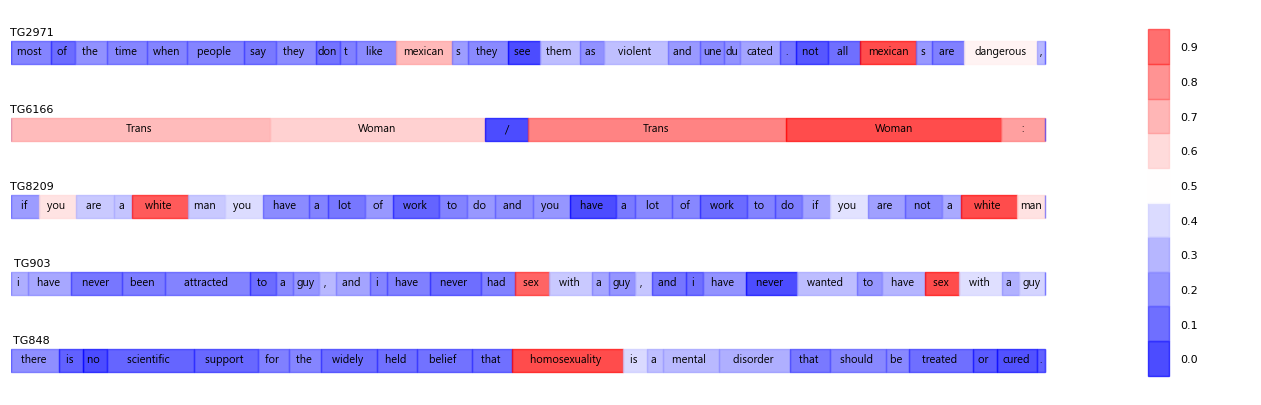 TG2971
most of the time when people say they don t like mexican s they see them as violent and une du cated . not all mexican s are dangerous ,
TG6166
Trans Woman / Trans Woman :
TG8209
if you are a white man you have a lot of work to do and you have a lot of work to do if you are not a white man
TG903
i have never been attracted to a guy , and i have never had sex with a guy , and i have never wanted to have sex with a guy
TG848
there is no scientific support for the widely held belief that homosexuality is a mental disorder that should be treated or cured .
0.9
0.8
0.7
0.6
0.5
0.4
0.3
0.2
0.1
0.0